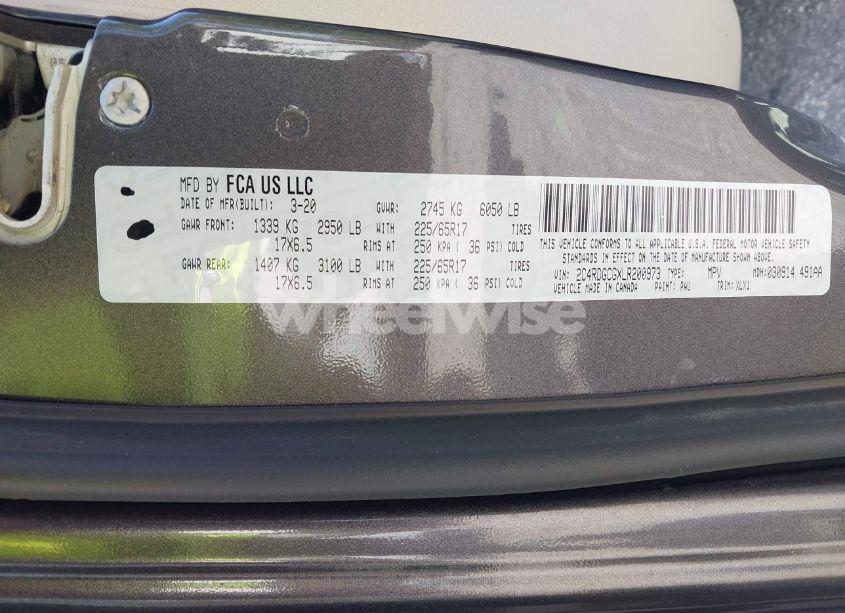 MFD BY FCA US LLC
DATE OF MFR(BUILT): 3-20 GVWR: 2745 KG 6050 LB
GAWR FRONT: 1339 KG 2950 LB WITH 225/65R17 TIRES
17X6.5 RIMS AT 250 KPA ( 36 PSI) COLD
GAWR REAR: 1407 KG 3100 LB WITH 225/65R17 TIRES
17X6.5 RIMS AT 250 KPA ( 36 PSI) COLD
THIS VEHICLE CONFORMS TO ALL APPLICABLE U.S.A. FEDERAL MOTOR VEHICLE SAFETY
STANDARDS IN EFFECT ON THE DATE OF MANUFACTURE SHOWN ABOVE.
VIN: 2C4RDGCGXLR200973 TYPE: MPV MDH:030914 491AA
VEHICLE MADE IN CANADA PAINT: PAU TRIM: XLX1
wheelwise